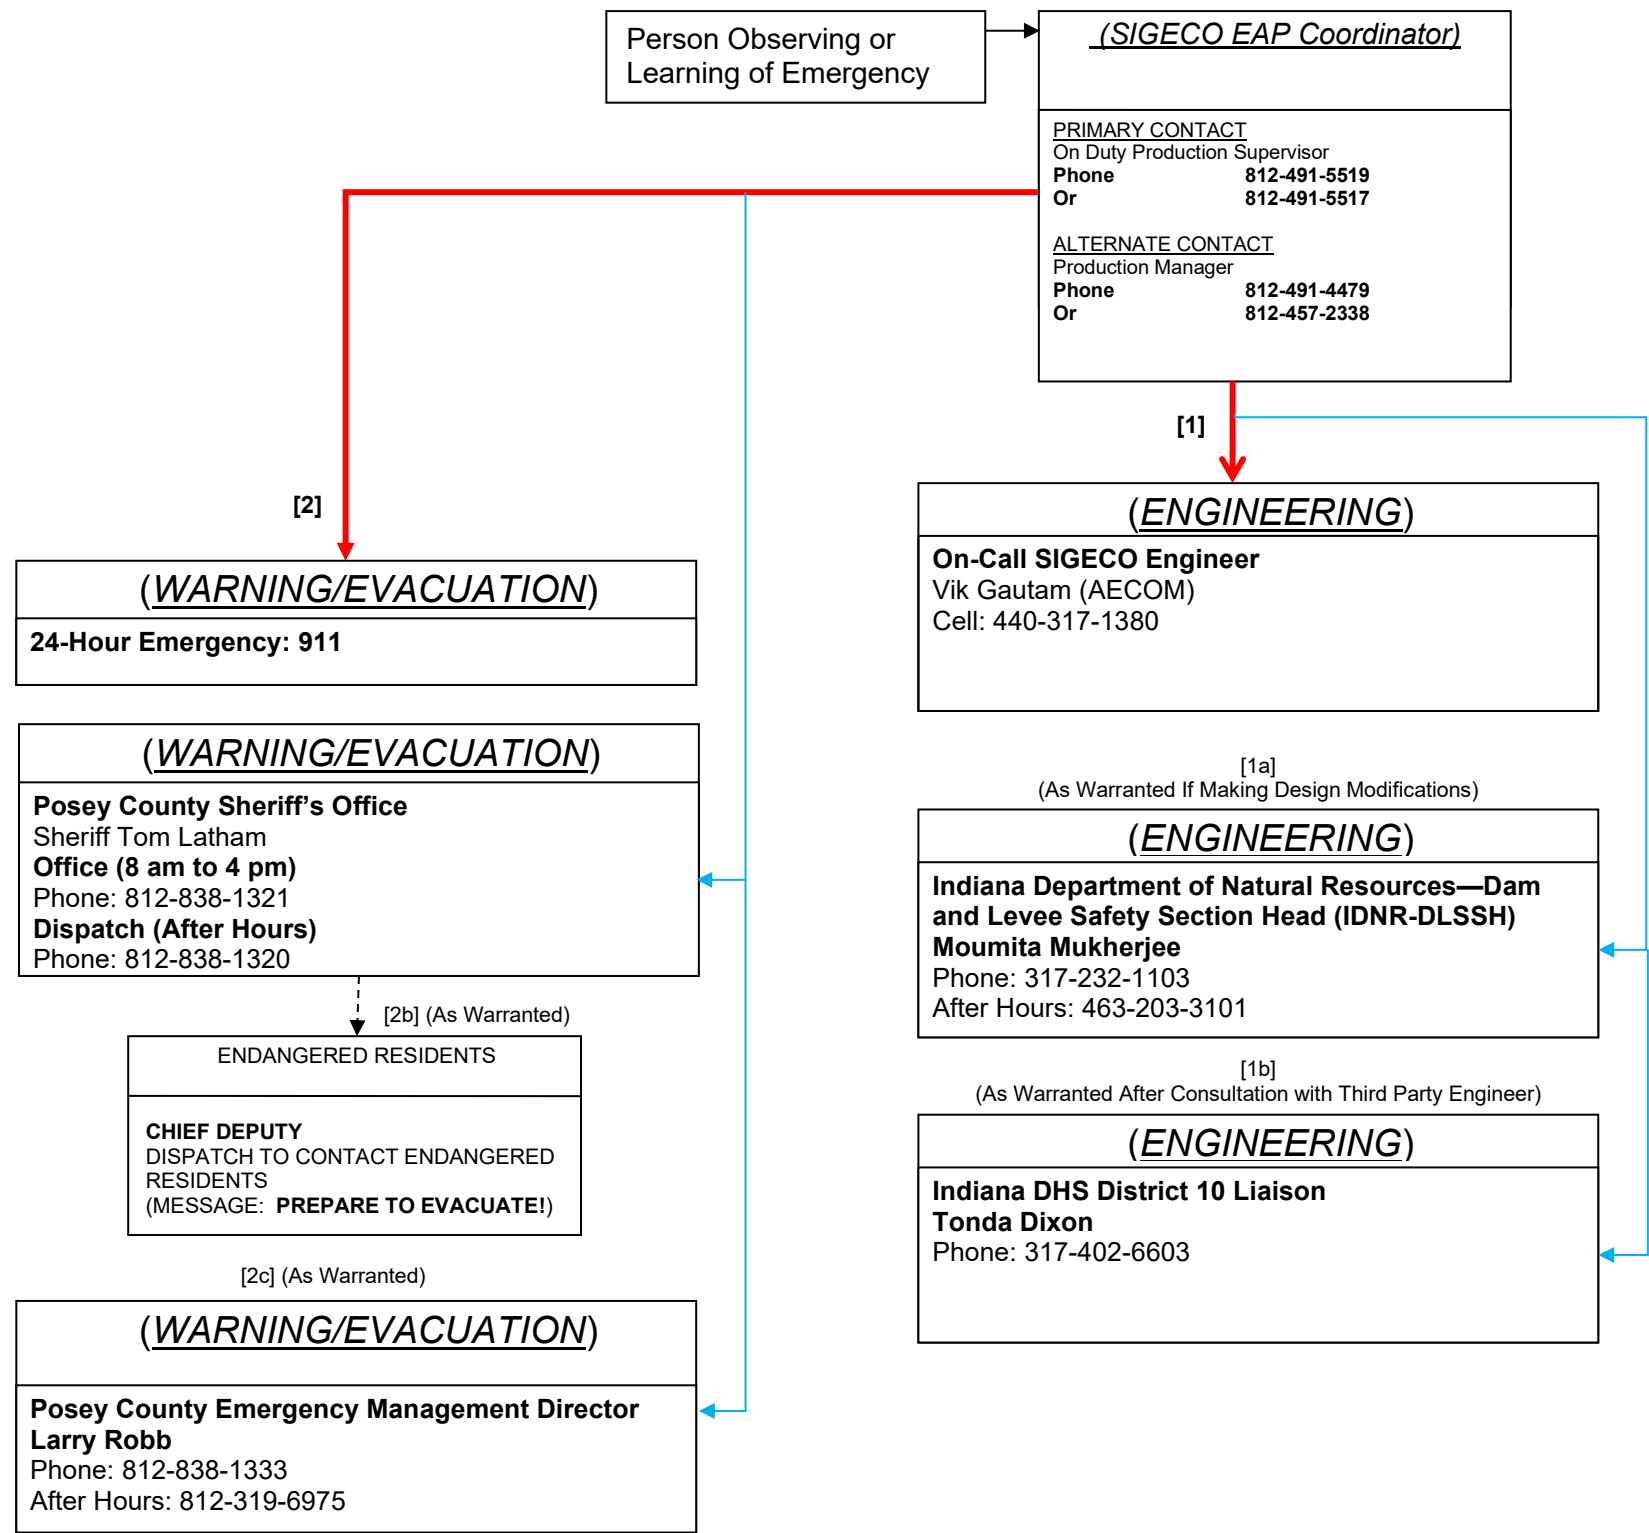 Person Observing or
Learning of Emergency
(SIGECO EAP Coordinator)
PRIMARY CONTACT
On Duty Production Supervisor
Phone 812-491-5519
Or 812-491-5517
ALTERNATE CONTACT
Production Manager
Phone 812-491-4479
Or 812-457-2338
[1]
[2]
(ENGINEERING)
On-Call SIGECO Engineer
Vik Gautam (AECOM)
Cell: 440-317-1380
(WARNING/EVACUATION)
24-Hour Emergency: 911
(WARNING/EVACUATION)
Posey County Sheriff’s Office
Sheriff Tom Latham
Office (8 am to 4 pm)
Phone: 812-838-1321
Dispatch (After Hours)
Phone: 812-838-1320
[1a]
(As Warranted If Making Design Modifications)
(ENGINEERING)
Indiana Department of Natural Resources—Dam
and Levee Safety Section Head (IDNR-DLSSH)
Moumita Mukherjee
Phone: 317-232-1103
After Hours: 463-203-3101
[2b] (As Warranted)
ENDANGERED RESIDENTS
CHIEF DEPUTY
DISPATCH TO CONTACT ENDANGERED
RESIDENTS
(MESSAGE: PREPARE TO EVACUATE!)
[1b]
(As Warranted After Consultation with Third Party Engineer)
(ENGINEERING)
Indiana DHS District 10 Liaison
Tonda Dixon
Phone: 317-402-6603
[2c] (As Warranted)
(WARNING/EVACUATION)
Posey County Emergency Management Director
Larry Robb
Phone: 812-838-1333
After Hours: 812-319-6975